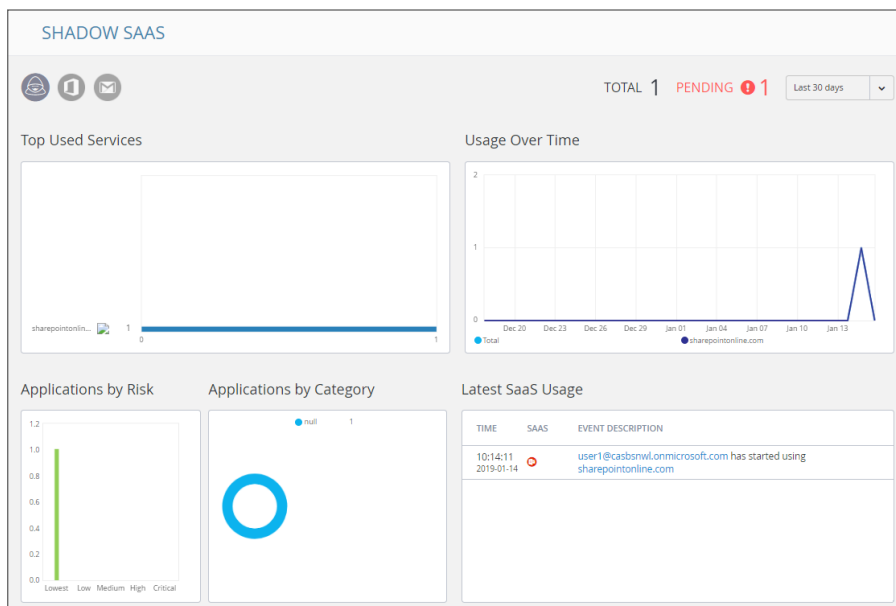 SHADOW SAAS
TOTAL 1 PENDING 1 Last 30 days
Top Used Services
sharepointonlin... 1
0 1
Usage Over Time
2
1
0
Dec 20 Dec 23 Dec 26 Dec 29 Jan 01 Jan 04 Jan 07 Jan 10 Jan 13
Total sharepointonline.com
Applications by Risk
1.2
1.0
0.8
0.6
0.4
0.2
0.0
Lowest Low Medium High Critical
Applications by Category
null 1
Latest SaaS Usage
TIME SAAS EVENT DESCRIPTION
10:14:11 user1@casbsnwl.onmicrosoft.com has started using
2019-01-14 sharepointonline.com